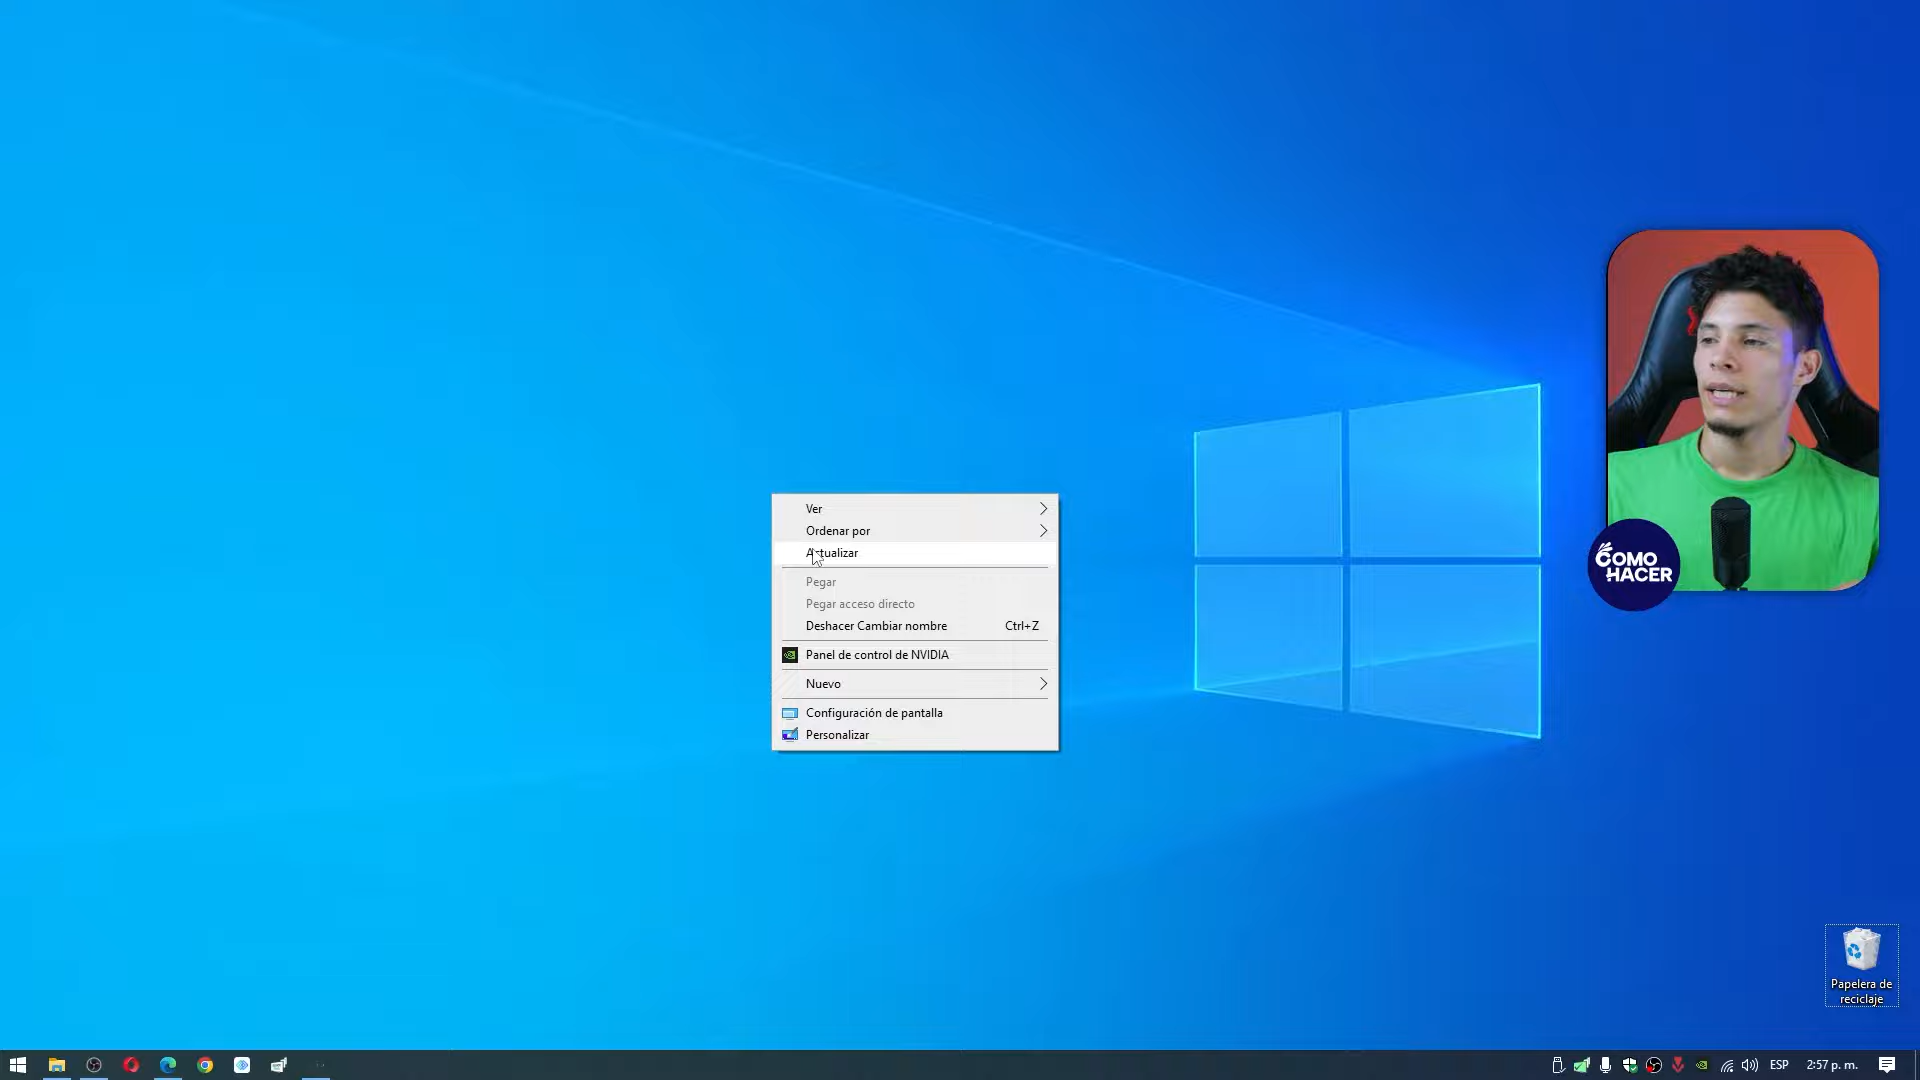 Ver
Ordenar por
Actualizar
Pegar
Pegar acceso directo
Deshacer Cambiar nombre Ctrl+Z
Panel de control de NVIDIA
Nuevo
Configuración de pantalla
Personalizar
COMO
HACER
Papelera de
reciclaje
ESP 2:57 p. m.